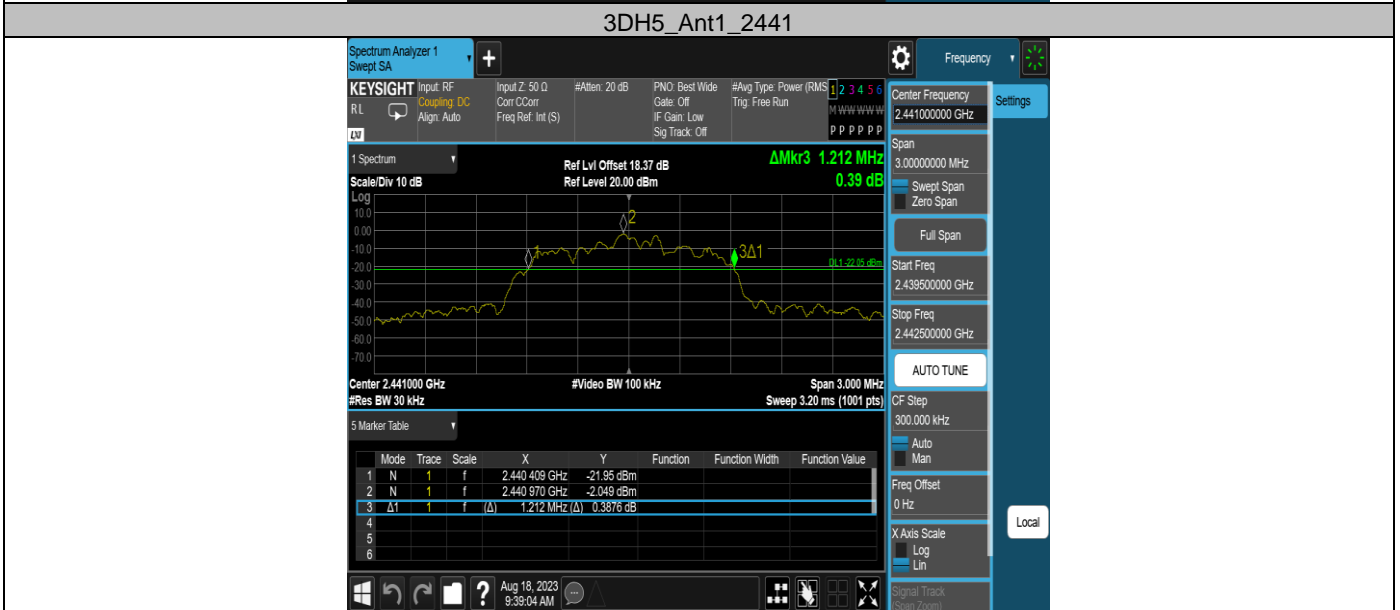 3DH5_Ant1_2441
Spectrum Analyzer 1
Swept SA
+
Frequency
KEYSIGHT Input: RF Input Z: 50 Ω #Atten: 20 dB PNO: Best Wide #Avg Type: Power (RMS 1 2 3 4 5 6
RL Coupling: DC Corr CCorr Gate: Off Trig: Free Run M W W W W W
Align: Auto Freq Ref: Int (S) IF Gain: Low
LXI Sig Track: Off P P P P P P
Center Frequency
2.441000000 GHz
Settings
Span
3.00000000 MHz
Swept Span
Zero Span
Full Span
Start Freq
2.439500000 GHz
Stop Freq
2.442500000 GHz
AUTO TUNE
CF Step
300.000 kHz
Auto
Man
Freq Offset
0 Hz
X Axis Scale
Log
Lin
Signal Track
(Span Zoom)
Local
1 Spectrum Ref Lvl Offset 18.37 dB ΔMkr3 1.212 MHz
Scale/Div 10 dB Ref Level 20.00 dBm 0.39 dB
Log
10.0
0.00
-10.0
-20.0
-30.0
-40.0
-50.0
-60.0
-70.0
1
2
3Δ1
DL1 -22.05 dBm
Center 2.441000 GHz #Video BW 100 kHz Span 3.000 MHz
#Res BW 30 kHz Sweep 3.20 ms (1001 pts)
5 Marker Table
Mode Trace Scale X Y Function Function Width Function Value
1 N 1 f 2.440 409 GHz -21.95 dBm
2 N 1 f 2.440 970 GHz -2.049 dBm
3 Δ1 1 f (Δ) 1.212 MHz (Δ) 0.3876 dB
4
5
6
? Aug 18, 2023
9:39:04 AM